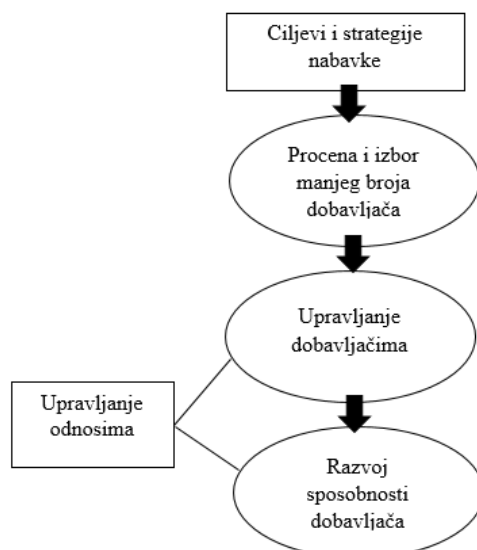 Ciljevi i strategije
nabavke
Procena i izbor
manjeg broja
dobavljača
Upravljanje
dobavljačima
Upravljanje
odnosima
Razvoj
sposobnosti
dobavljača